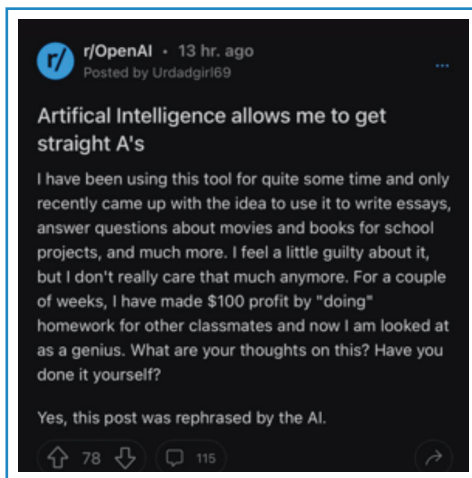 r/ r/OpenAI • 13 hr. ago
Posted by Urdadgirl69
...
Artifical Intelligence allows me to get
straight A's
I have been using this tool for quite some time and only
recently came up with the idea to use it to write essays,
answer questions about movies and books for school
projects, and much more. I feel a little guilty about it,
but I don't really care that much anymore. For a couple
of weeks, I have made $100 profit by "doing"
homework for other classmates and now I am looked at
as a genius. What are your thoughts on this? Have you
done it yourself?
Yes, this post was rephrased by the AI.
78 115